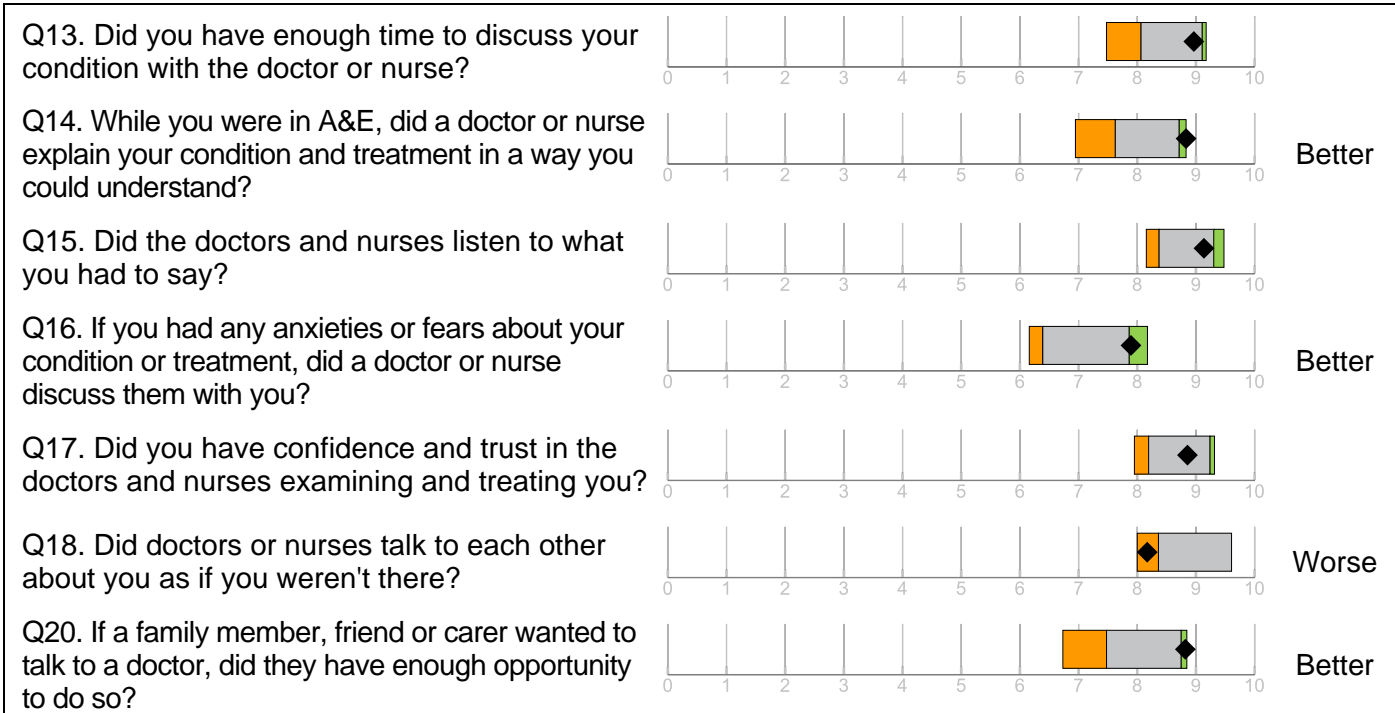 Q13. Did you have enough time to discuss your
condition with the doctor or nurse?
0 1 2 3 4 5 6 7 8 9 10
Q14. While you were in A&E, did a doctor or nurse
explain your condition and treatment in a way you
could understand?
0 1 2 3 4 5 6 7 8 9 10
Better
Q15. Did the doctors and nurses listen to what
you had to say?
0 1 2 3 4 5 6 7 8 9 10
Q16. If you had any anxieties or fears about your
condition or treatment, did a doctor or nurse
discuss them with you?
0 1 2 3 4 5 6 7 8 9 10
Better
Q17. Did you have confidence and trust in the
doctors and nurses examining and treating you?
0 1 2 3 4 5 6 7 8 9 10
Q18. Did doctors or nurses talk to each other
about you as if you weren't there?
0 1 2 3 4 5 6 7 8 9 10
Worse
Q20. If a family member, friend or carer wanted to
talk to a doctor, did they have enough opportunity
to do so?
0 1 2 3 4 5 6 7 8 9 10
Better